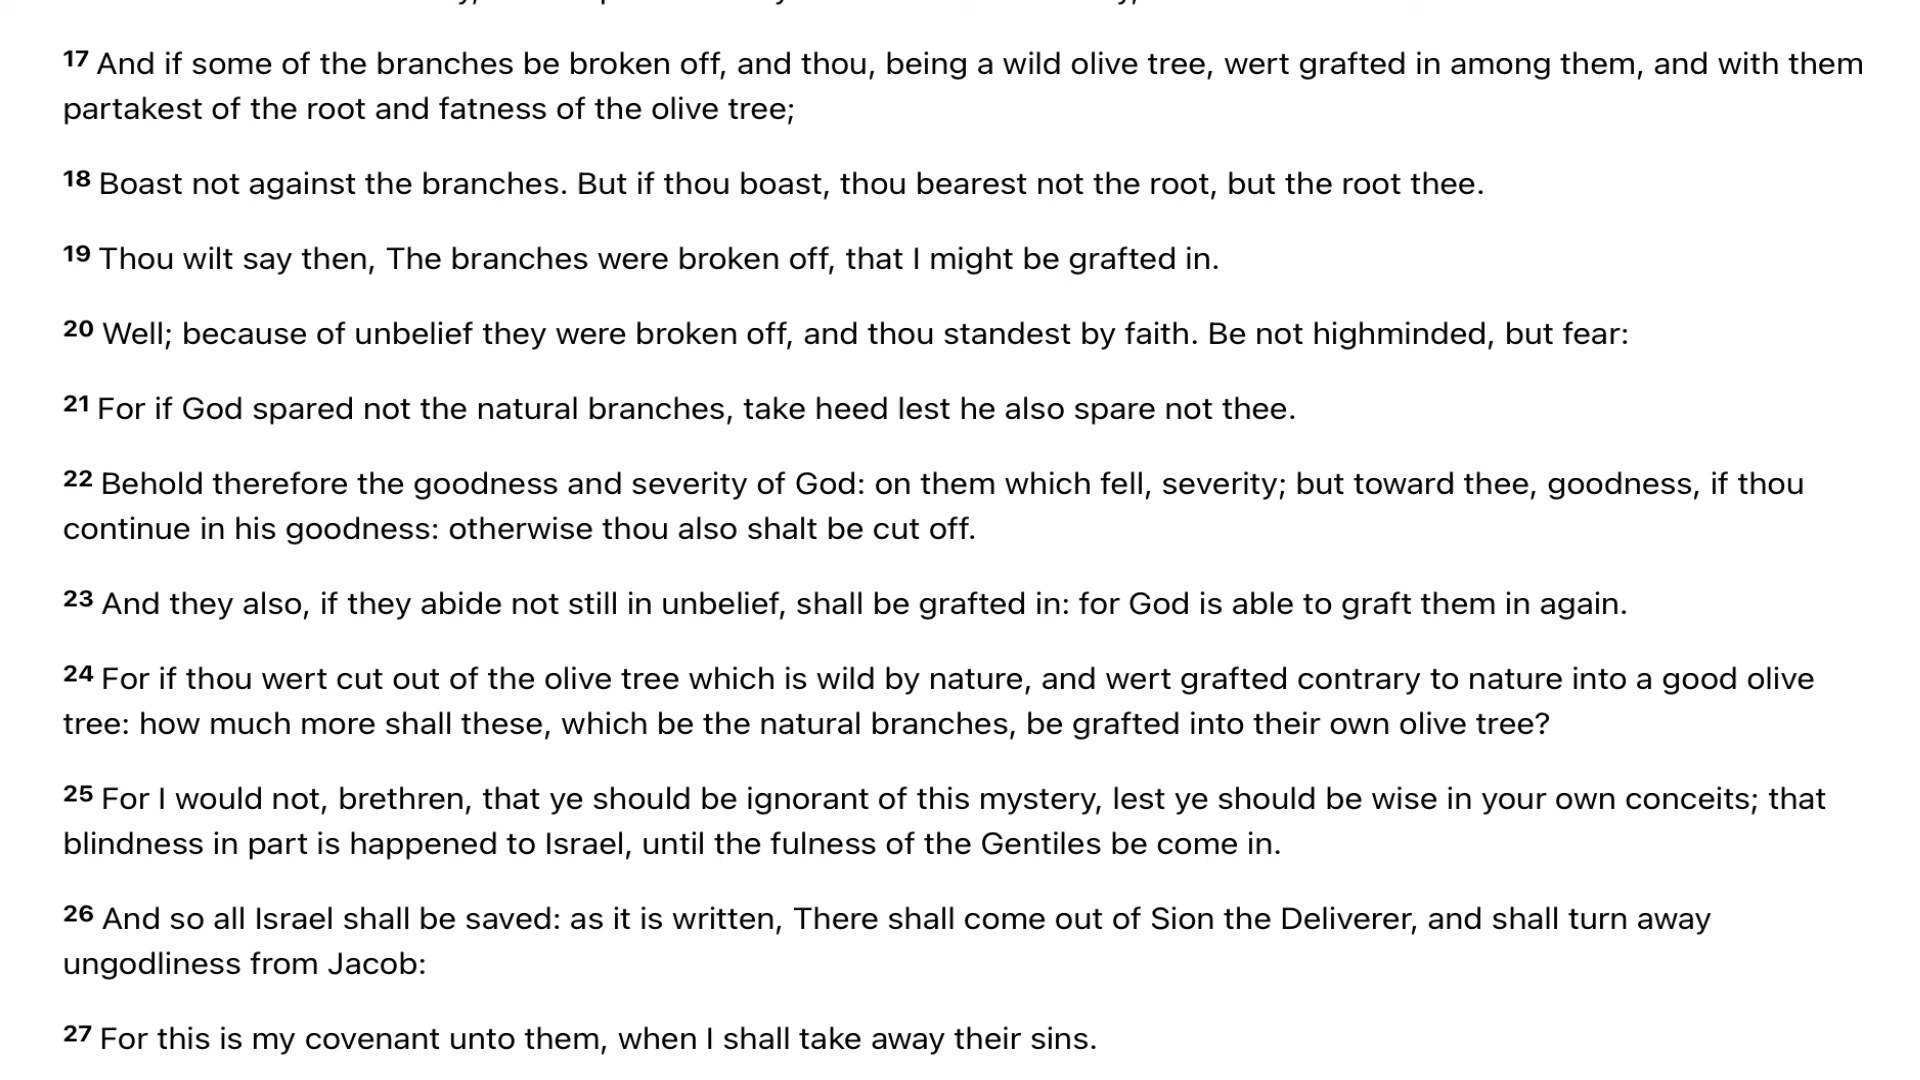 17 And if some of the branches be broken off, and thou, being a wild olive tree, wert grafted in among them, and with them
partakest of the root and fatness of the olive tree;
18 Boast not against the branches. But if thou boast, thou bearest not the root, but the root thee.
19 Thou wilt say then, The branches were broken off, that I might be grafted in.
20 Well; because of unbelief they were broken off, and thou standest by faith. Be not highminded, but fear:
21 For if God spared not the natural branches, take heed lest he also spare not thee.
22 Behold therefore the goodness and severity of God: on them which fell, severity; but toward thee, goodness, if thou
continue in his goodness: otherwise thou also shalt be cut off.
23 And they also, if they abide not still in unbelief, shall be grafted in: for God is able to graft them in again.
24 For if thou wert cut out of the olive tree which is wild by nature, and wert grafted contrary to nature into a good olive
tree: how much more shall these, which be the natural branches, be grafted into their own olive tree?
25 For I would not, brethren, that ye should be ignorant of this mystery, lest ye should be wise in your own conceits; that
blindness in part is happened to Israel, until the fulness of the Gentiles be come in.
26 And so all Israel shall be saved: as it is written, There shall come out of Sion the Deliverer, and shall turn away
ungodliness from Jacob:
27 For this is my covenant unto them, when I shall take away their sins.